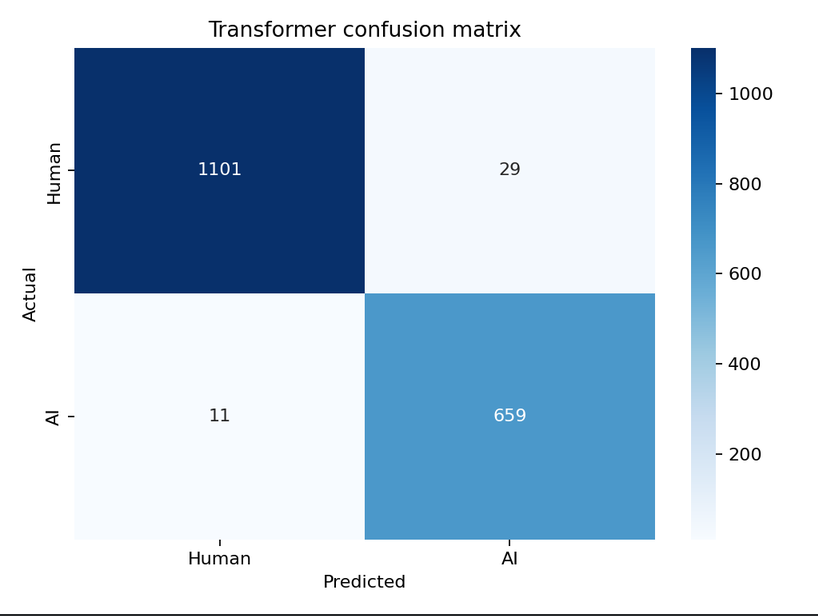 Transformer confusion matrix
Actual
Human
1101
29
AI
11
659
Human
AI
Predicted
1000
800
600
400
200